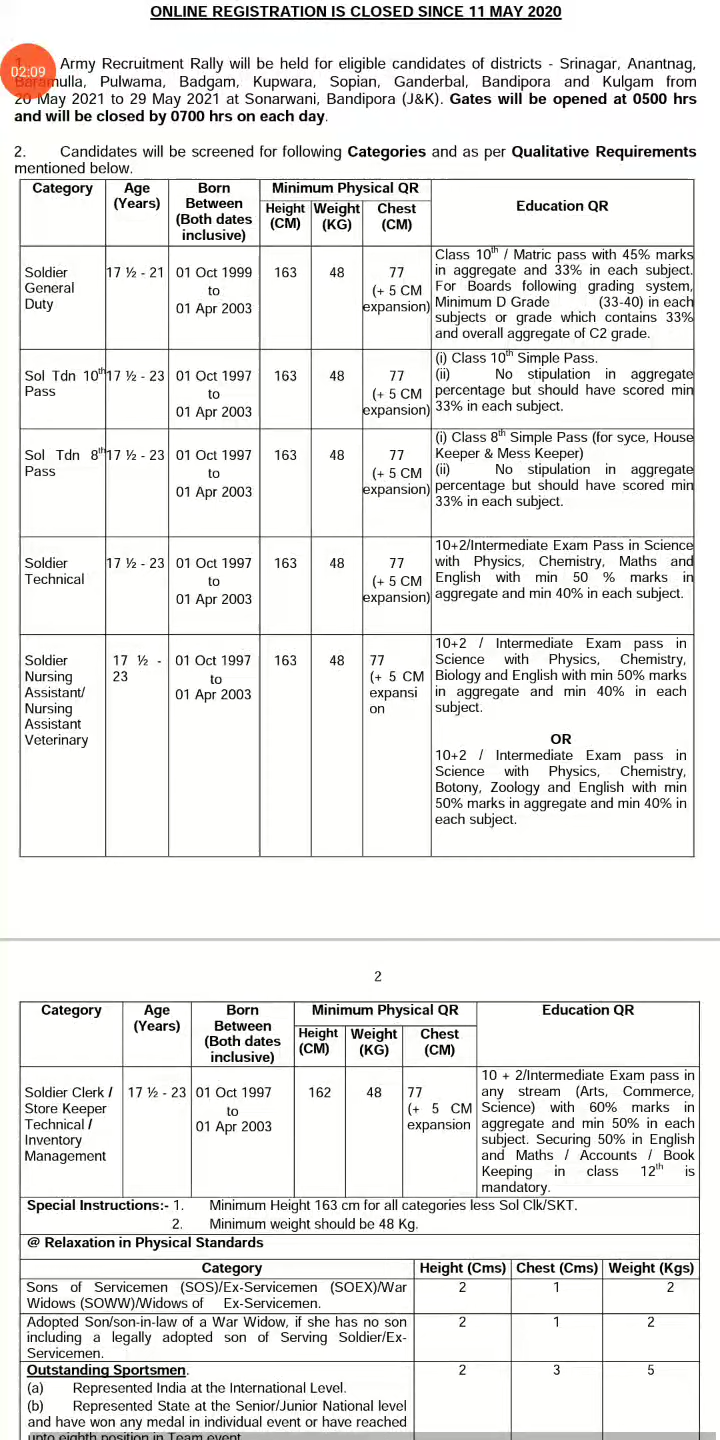 ONLINE REGISTRATION IS CLOSED SINCE 11 MAY 2020
02:09
Army Recruitment Rally will be held for eligible candidates of districts - Srinagar, Anantnag,
Baramulla, Pulwama, Badgam, Kupwara, Sopian, Ganderbal, Bandipora and Kulgam from
20 May 2021 to 29 May 2021 at Sonarwani, Bandipora (J&K). Gates will be opened at 0500 hrs
and will be closed by 0700 hrs on each day.
2. Candidates will be screened for following Categories and as per Qualitative Requirements
mentioned below.
Category Age Born Minimum Physical QR Education QR
(Years) Between Height Weight Chest
(Both dates (CM) (KG) (CM)
inclusive)
Soldier
General
Duty
17 ½ - 21
01 Oct 1999
to
01 Apr 2003
163
48
77
(+ 5 CM
expansion)
Class 10th / Matric pass with 45% marks
in aggregate and 33% in each subject.
For Boards following grading system,
Minimum D Grade (33-40) in each
subjects or grade which contains 33%
and overall aggregate of C2 grade.
Sol Tdn 10th
Pass
17 ½ - 23
01 Oct 1997
to
01 Apr 2003
163
48
77
(+ 5 CM
expansion)
(i) Class 10th Simple Pass.
(ii) No stipulation in aggregate
percentage but should have scored min
33% in each subject.
Sol Tdn 8th
Pass
17 ½ - 23
01 Oct 1997
to
01 Apr 2003
163
48
77
(+ 5 CM
expansion)
(i) Class 8th Simple Pass (for syce, House
Keeper & Mess Keeper)
(ii) No stipulation in aggregate
percentage but should have scored min
33% in each subject.
Soldier
Technical
17 ½ - 23
01 Oct 1997
to
01 Apr 2003
163
48
77
(+ 5 CM
expansion)
10+2/Intermediate Exam Pass in Science
with Physics, Chemistry, Maths and
English with min 50 % marks in
aggregate and min 40% in each subject.
Soldier
Nursing
Assistant/
Nursing
Assistant
Veterinary
17 ½ -
23
01 Oct 1997
to
01 Apr 2003
163
48
77
(+ 5 CM
expansi
on
10+2 / Intermediate Exam pass in
Science with Physics, Chemistry,
Biology and English with min 50% marks
in aggregate and min 40% in each
subject.
OR
10+2 / Intermediate Exam pass in
Science with Physics, Chemistry,
Botony, Zoology and English with min
50% marks in aggregate and min 40% in
each subject.
2
Category Age Born Minimum Physical QR Education QR
(Years) Between Height Weight Chest
(Both dates (CM) (KG) (CM)
inclusive)
Soldier Clerk /
Store Keeper
Technical /
Inventory
Management
17 ½ - 23
01 Oct 1997
to
01 Apr 2003
162
48
77
(+ 5 CM
expansion
10 + 2/Intermediate Exam pass in
any stream (Arts, Commerce,
Science) with 60% marks in
aggregate and min 50% in each
subject. Securing 50% in English
and Maths / Accounts / Book
Keeping in class 12th is
mandatory.
Special Instructions:- 1. Minimum Height 163 cm for all categories less Sol Clk/SKT.
2. Minimum weight should be 48 Kg.
@ Relaxation in Physical Standards
Category Height (Cms) Chest (Cms) Weight (Kgs)
Sons of Servicemen (SOS)/Ex-Servicemen (SOEX)/War 2 1 2
Widows (SOWW)/Widows of Ex-Servicemen.
Adopted Son/son-in-law of a War Widow, if she has no son 2 1 2
including a legally adopted son of Serving Soldier/Ex-
Servicemen.
Outstanding Sportsmen. 2 3 5
(a) Represented India at the International Level.
(b) Represented State at the Senior/Junior National level
and have won any medal in individual event or have reached
upto eighth position in Team event.